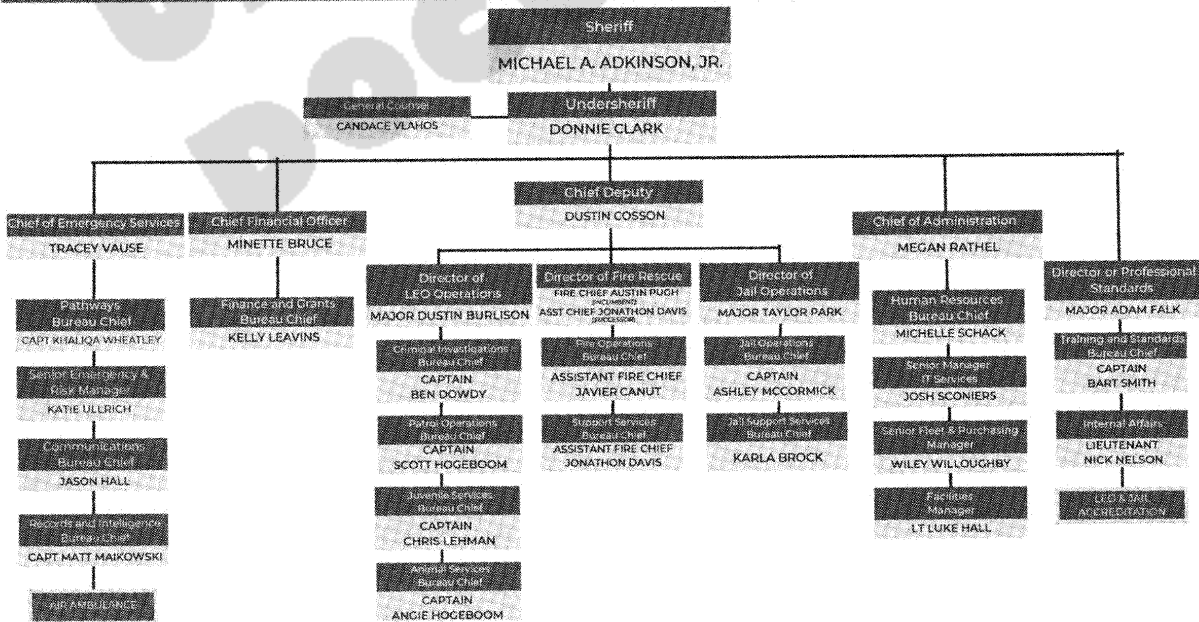 Sheriff
MICHAEL A. ADKINSON, JR.
General Counsel
CANDACE VLAHOS
Undersheriff
DONNIE CLARK
Chief of Emergency Services
TRACEY VAUSE
Pathways
Bureau Chief
CAPT KHALIQA WHEATLEY
Senior Emergency &
Risk Manager
KATIE ULLRICH
Communications
Bureau Chief
JASON HALL
Records and Intelligence
Bureau Chief
CAPT MATT MAIKOWSKI
AIR AMBULANCE
Chief Financial Officer
MINETTE BRUCE
Finance and Grants
Bureau Chief
KELLY LEAVINS
Chief Deputy
DUSTIN COSSON
Director of
LEO Operations
MAJOR DUSTIN BURLISON
Criminal Investigations
Bureau Chief
CAPTAIN
BEN DOWDY
Patrol Operations
Bureau Chief
CAPTAIN
SCOTT HOGEBOOM
Juvenile Services
Bureau Chief
CAPTAIN
CHRIS LEHMAN
Animal Services
Bureau Chief
CAPTAIN
ANGIE HOGEBOOM
Director of Fire Rescue
FIRE CHIEF AUSTIN PUGH
(INCUMBENT)
ASST CHIEF JONATHON DAVIS
(SUCCESSOR)
Fire Operations
Bureau Chief
ASSISTANT FIRE CHIEF
JAVIER CANUT
Support Services
Bureau Chief
ASSISTANT FIRE CHIEF
JONATHON DAVIS
Director of
Jail Operations
MAJOR TAYLOR PARK
Jail Operations
Bureau Chief
CAPTAIN
ASHLEY MCCORMICK
Jail Support Services
Bureau Chief
KARLA BROCK
Chief of Administration
MEGAN RATHEL
Human Resources
Bureau Chief
MICHELLE SCHACK
Senior Manager
IT Services
JOSH SCONIERS
Senior Fleet & Purchasing
Manager
WILEY WILLOUGHBY
Facilities
Manager
LT LUKE HALL
Director or Professional
Standards
MAJOR ADAM FALK
Training and Standards
Bureau Chief
CAPTAIN
BART SMITH
Internal Affairs
LIEUTENANT
NICK NELSON
LEO & JAIL
ACCREDITATION